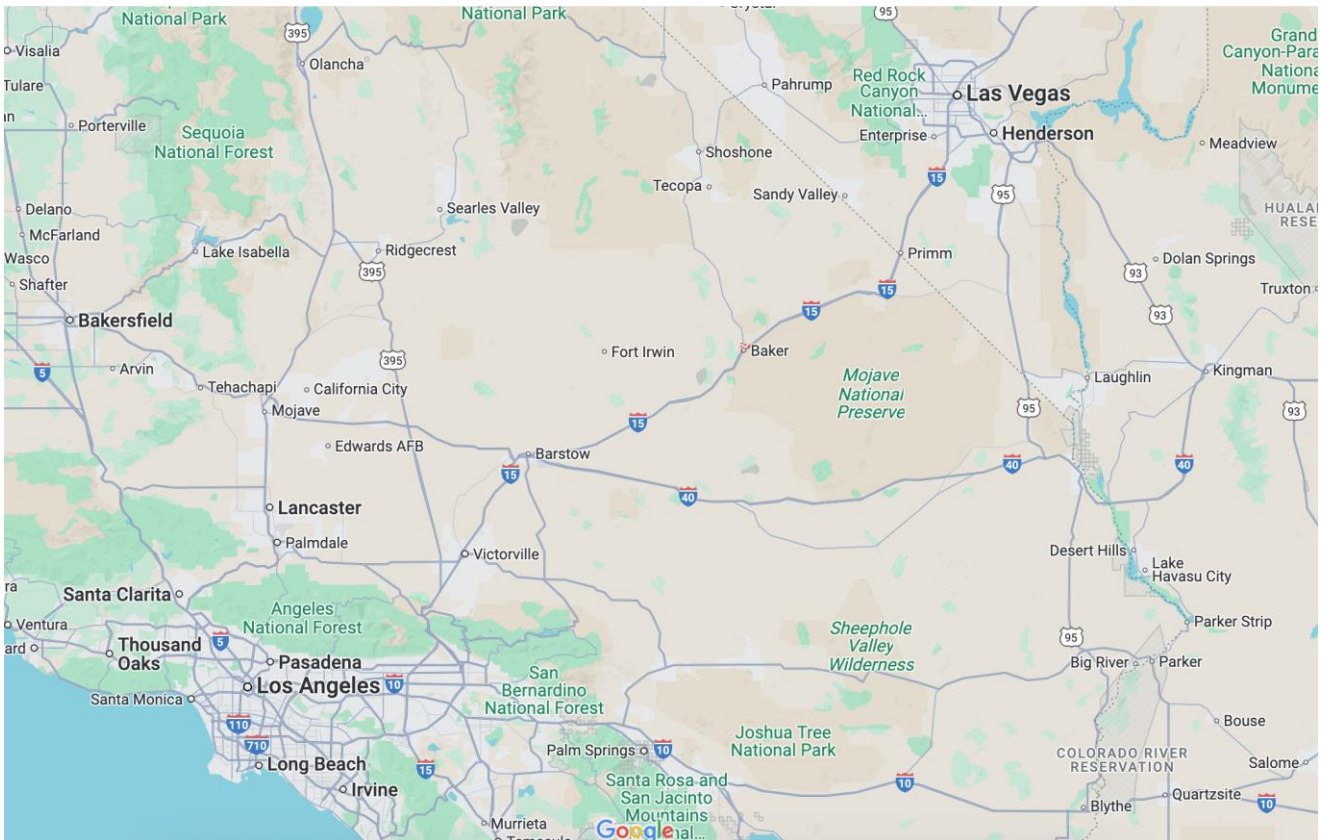 National Park
National Park
Crystal
95
Grand
Canyon-Para
Nationa
Monume
395
Visalia
Olancha
Tulare
Pahrump
Red Rock
Canyon
National...
Las Vegas
Porterville
Sequoia
National Forest
Enterprise
Henderson
Meadview
Shoshone
15
Tecopa
Sandy Valley
95
Delano
Searles Valley
HUALA
RESE
McFarland
Wasco
Lake Isabella
Ridgecrest
Primm
Dolan Springs
395
93
Shafter
15
Truxton
15
93
Bakersfield
395
Fort Irwin
Baker
5
Arvin
Tehachapi
California City
Mojave
National
Preserve
Laughlin
Kingman
Mojave
95
93
15
Edwards AFB
Barstow
15
40
40
40
Lancaster
Palmdale
Victorville
Desert Hills
Lake
Havasu City
ra
Santa Clarita
Angeles
National Forest
Ventura
Parker Strip
ard
Thousand
Oaks
5
Sheephole
Valley
Wilderness
95
Pasadena
Big River
Parker
Los Angeles
10
San
Bernardino
National Forest
Santa Monica
110
Bouse
710
Palm Springs
10
Joshua Tree
National Park
COLORADO RIVER
RESERVATION
Long Beach
15
Salome
Irvine
Santa Rosa and
San Jacinto
Mountains
nal...
10
Quartzsite
10
Blythe
Murrieta
Google
Temecula